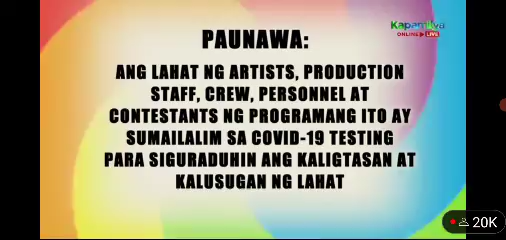 Kapamilya
ONLINE LIVE
PAUNAWA:
ANG LAHAT NG ARTISTS, PRODUCTION
STAFF, CREW, PERSONNEL AT
CONTESTANTS NG PROGRAMANG ITO AY
SUMAILALIM SA COVID-19 TESTING
PARA SIGURADUHIN ANG KALIGTASAN AT
KALUSUGAN NG LAHAT
20K